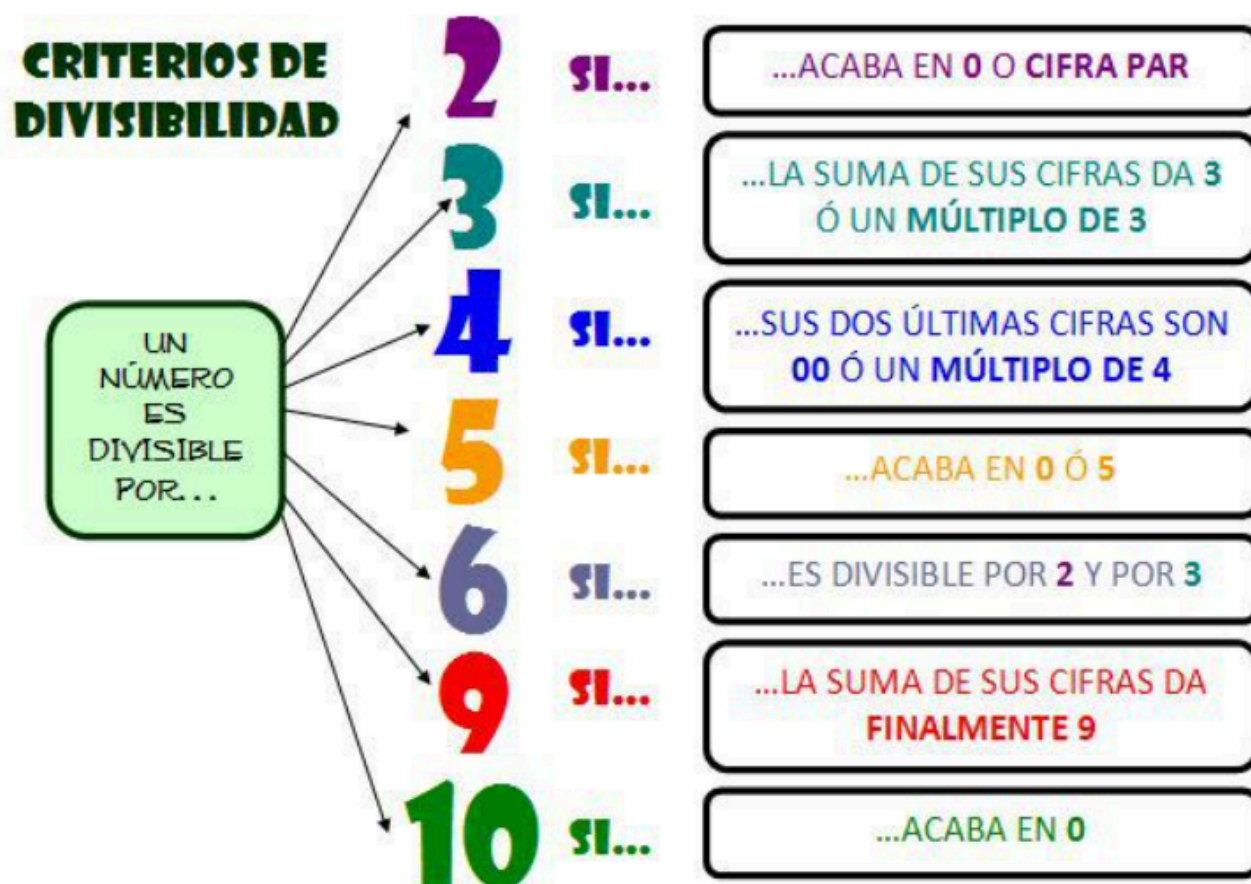 CRITERIOS DE
DIVISIBILIDAD
UN
NÚMERO
ES
DIVISIBLE
POR...
2 SI... ...ACABA EN 0 O CIFRA PAR
3 SI... ...LA SUMA DE SUS CIFRAS DA 3
Ó UN MÚLTIPLO DE 3
4 SI... ...SUS DOS ÚLTIMAS CIFRAS SON
00 Ó UN MÚLTIPLO DE 4
5 SI... ...ACABA EN 0 Ó 5
6 SI... ...ES DIVISIBLE POR 2 Y POR 3
9 SI... ...LA SUMA DE SUS CIFRAS DA
FINALMENTE 9
10 SI... ...ACABA EN 0